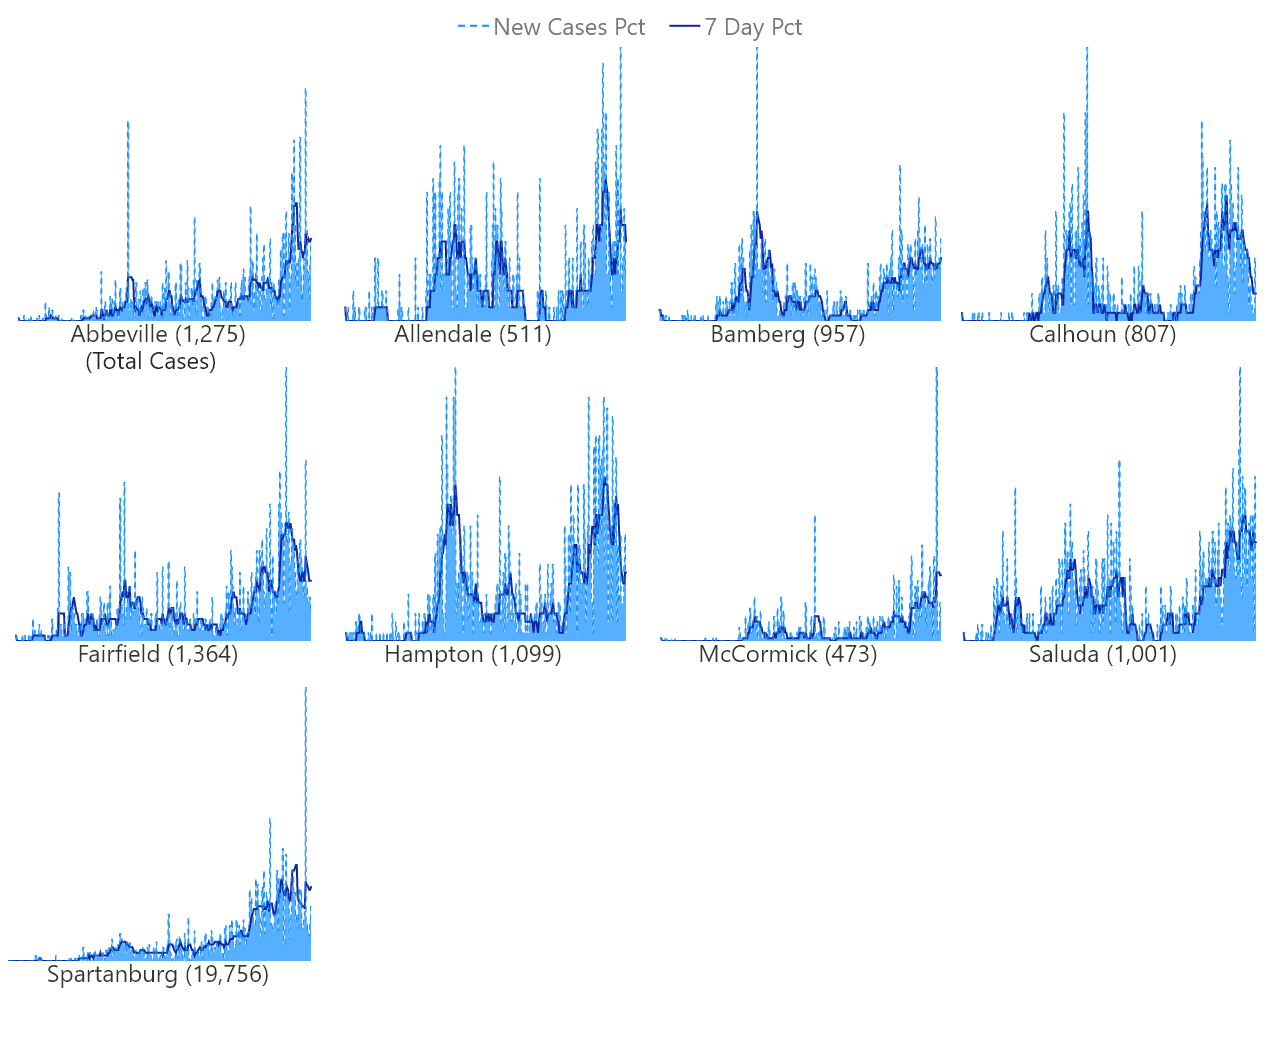 New Cases Pct 7 Day Pct
Abbeville (1,275)
(Total Cases)
Allendale (511)
Bamberg (957)
Calhoun (807)
Fairfield (1,364)
Hampton (1,099)
McCormick (473)
Saluda (1,001)
Spartanburg (19,756)